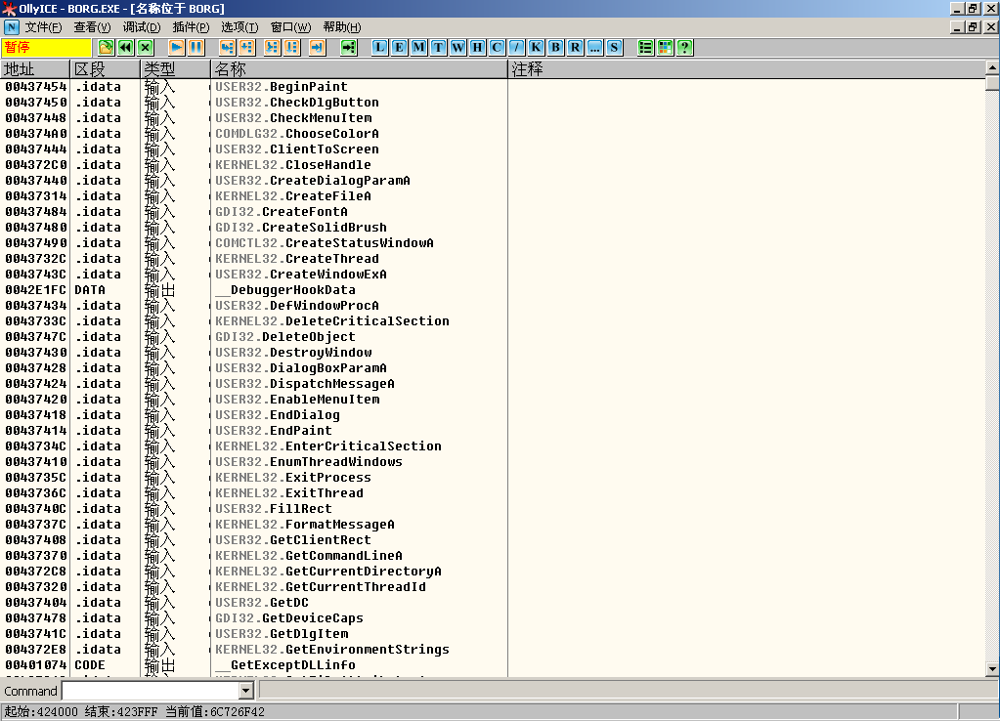 OllyICE - BORG.EXE - [名称位于 BORG]
N 文件(F) 查看(V) 调试(D) 插件(P) 选项(T) 窗口(W) 帮助(H)
暂停 L E M T W H C / K B R ... S ?
地址 区段 类型 名称 注释
00437454 .idata 输入 USER32.BeginPaint
00437450 .idata 输入 USER32.CheckDlgButton
00437448 .idata 输入 USER32.CheckMenuItem
004374A0 .idata 输入 COMDLG32.ChooseColorA
00437444 .idata 输入 USER32.ClientToScreen
004372C0 .idata 输入 KERNEL32.CloseHandle
00437440 .idata 输入 USER32.CreateDialogParamA
00437314 .idata 输入 KERNEL32.CreateFileA
00437484 .idata 输入 GDI32.CreateFontA
00437480 .idata 输入 GDI32.CreateSolidBrush
00437490 .idata 输入 COMCTL32.CreateStatusWindowA
0043732C .idata 输入 KERNEL32.CreateThread
0043743C .idata 输入 USER32.CreateWindowExA
0042E1FC DATA 输出 __DebuggerHookData
00437434 .idata 输入 USER32.DefWindowProcA
0043733C .idata 输入 KERNEL32.DeleteCriticalSection
0043747C .idata 输入 GDI32.DeleteObject
00437430 .idata 输入 USER32.DestroyWindow
00437428 .idata 输入 USER32.DialogBoxParamA
00437424 .idata 输入 USER32.DispatchMessageA
00437420 .idata 输入 USER32.EnableMenuItem
00437418 .idata 输入 USER32.EndDialog
00437414 .idata 输入 USER32.EndPaint
0043734C .idata 输入 KERNEL32.EnterCriticalSection
00437410 .idata 输入 USER32.EnumThreadWindows
0043735C .idata 输入 KERNEL32.ExitProcess
0043736C .idata 输入 KERNEL32.ExitThread
0043740C .idata 输入 USER32.FillRect
0043737C .idata 输入 KERNEL32.FormatMessageA
00437408 .idata 输入 USER32.GetClientRect
00437370 .idata 输入 KERNEL32.GetCommandLineA
004372C8 .idata 输入 KERNEL32.GetCurrentDirectoryA
00437320 .idata 输入 KERNEL32.GetCurrentThreadId
00437404 .idata 输入 USER32.GetDC
00437478 .idata 输入 GDI32.GetDeviceCaps
0043741C .idata 输入 USER32.GetDlgItem
004372E8 .idata 输入 KERNEL32.GetEnvironmentStrings
00401074 CODE 输出 __GetExceptDLLinfo
Command
起始:424000 结束:423FFF 当前值:6C726F42